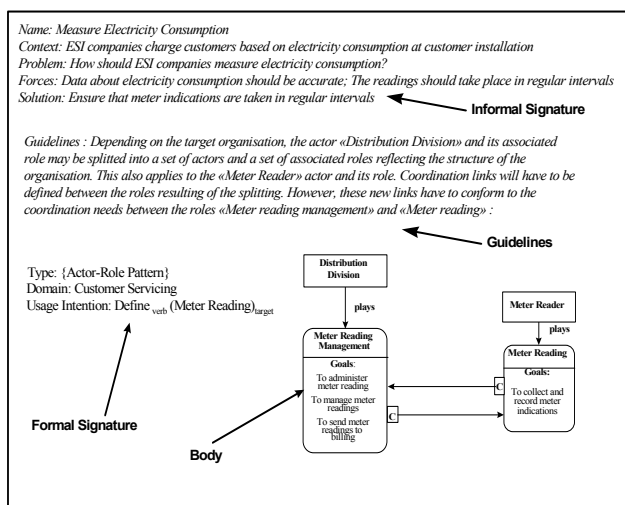 Name: Measure Electricity Consumption
Context: ESI companies charge customers based on electricity consumption at customer installation
Problem: How should ESI companies measure electricity consumption?
Forces: Data about electricity consumption should be accurate; The readings should take place in regular intervals
Solution: Ensure that meter indications are taken in regular intervals
Informal Signature
Guidelines : Depending on the target organisation, the actor «Distribution Division» and its associated
role may be splitted into a set of actors and a set of associated roles reflecting the structure of the
organisation. This also applies to the «Meter Reader» actor and its role. Coordination links will have to be
defined between the roles resulting of the splitting. However, these new links have to conform to the
coordination needs between the roles «Meter reading management» and «Meter reading» :
Guidelines
Type: {Actor-Role Pattern}
Domain: Customer Servicing
Usage Intention: Define verb (Meter Reading)target
Formal Signature
Body
Distribution
Division
plays
Meter Reading
Management
Goals:
To administer
meter reading
To manage meter
readings
To send meter
readings to
billing
C
C
Meter Reader
plays
Meter Reading
Goals:
To collect and
record meter
indications